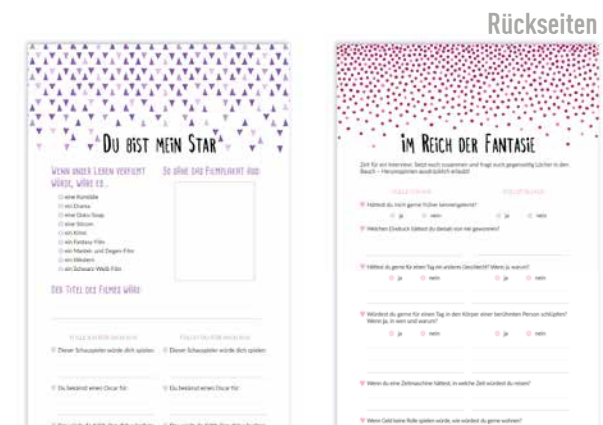 Rückseiten
Du bist mein Star
Wenn unser Leben verfilmt
würde, wäre es...
So sähe das Filmplakat aus:
eine Komödie
ein Drama
eine Doku-Soap
eine Sitcom
ein Krimi
ein Fantasy-Film
ein Mantel- und Degen-Film
ein Western
ein Schwarz-Weiß-Film
Der Titel des Filmes wäre:
Dieser Schauspieler würde dich spielen:
Dieser Schauspieler würde dich spielen:
Du bekämst einen Oscar für:
Du bekämst einen Oscar für:
im Reich der Fantasie
Zeit für ein Interview. Setzt euch zusammen und fragt euch gegenseitig Löcher in den
Bauch – Herumspinnen ausdrücklich erlaubt!
Hättest du mich gerne früher kennengelernt?
ja nein ja nein
Welchen Eindruck hättest du damals von mir gewonnen?
Wärst du gerne für einen Tag ein anderes Geschlecht? Wenn ja, warum?
ja nein ja nein
Würdest du gerne für einen Tag in den Körper einer berühmten Person schlüpfen?
Wenn ja, in wen und warum?
ja nein ja nein
Wenn du eine Zeitmaschine hättest, in welche Zeit würdest du reisen?
Wenn Geld keine Rolle spielen würde, wie würdest du gerne wohnen?